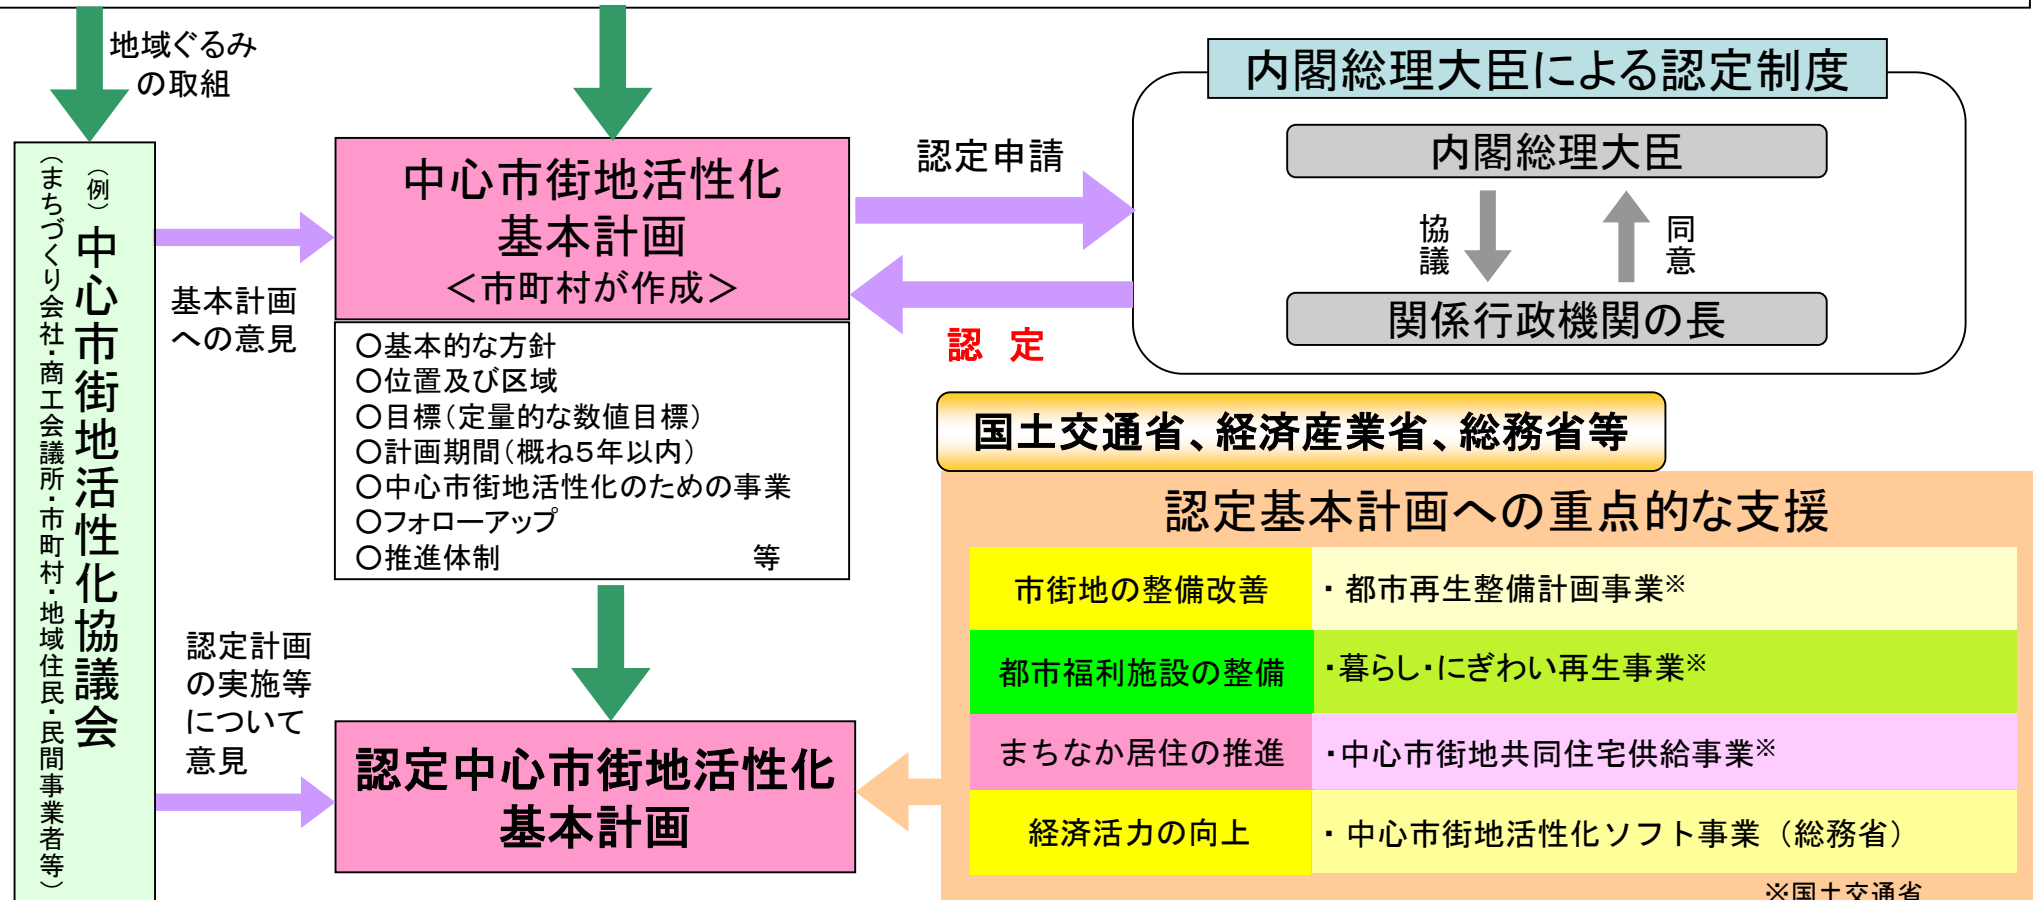 地域ぐるみ
の取組
(例)
中心市街地活性化協議会
(まちづくり会社・商工会議所・市町村・地域住民・民間事業者等)
基本計画
への意見
認定計画
の実施等
について
意見
中心市街地活性化
基本計画
＜市町村が作成＞
○基本的な方針
○位置及び区域
○目標（定量的な数値目標）
○計画期間（概ね５年以内）
○中心市街地活性化のための事業
○フォローアップ
○推進体制　等
認定中心市街地活性化
基本計画
認定申請
認　定
内閣総理大臣による認定制度
内閣総理大臣
協議
同意
関係行政機関の長
国土交通省、経済産業省、総務省等
認定基本計画への重点的な支援
市街地の整備改善
・都市再生整備計画事業※
都市福利施設の整備
・暮らし・にぎわい再生事業※
まちなか居住の推進
・中心市街地共同住宅供給事業※
経済活力の向上
・中心市街地活性化ソフト事業（総務省）
※国土交通省